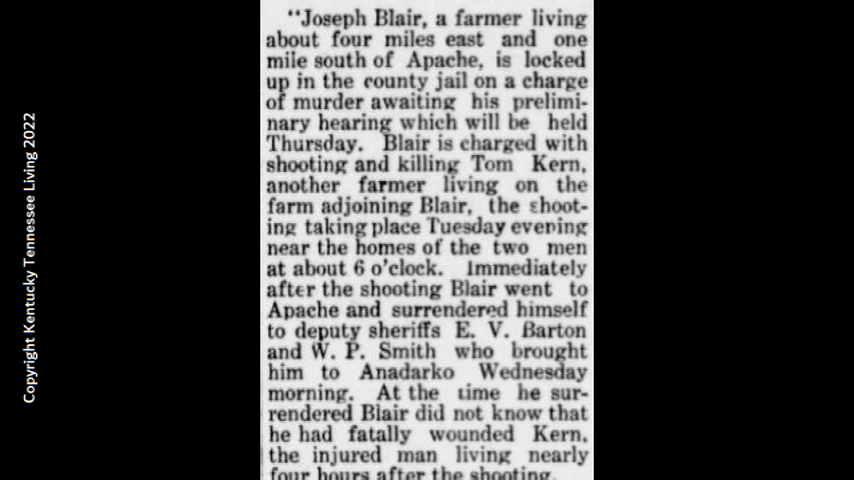 "Joseph Blair, a farmer living
about four miles east and one
mile south of Apache, is locked
up in the county jail on a charge
of murder awaiting his prelimi-
nary hearing which will be held
Thursday. Blair is charged with
shooting and killing Tom Kern,
another farmer living on the
farm adjoining Blair, the shoot-
ing taking place Tuesday evening
near the homes of the two men
at about 6 o'clock. Immediately
after the shooting Blair went to
Apache and surrendered himself
to deputy sheriffs E. V. Barton
and W. P. Smith who brought
him to Anadarko Wednesday
morning. At the time he sur-
rendered Blair did not know that
he had fatally wounded Kern,
the injured man living nearly
four hours after the shooting.
Copyright Kentucky Tennessee Living 2022